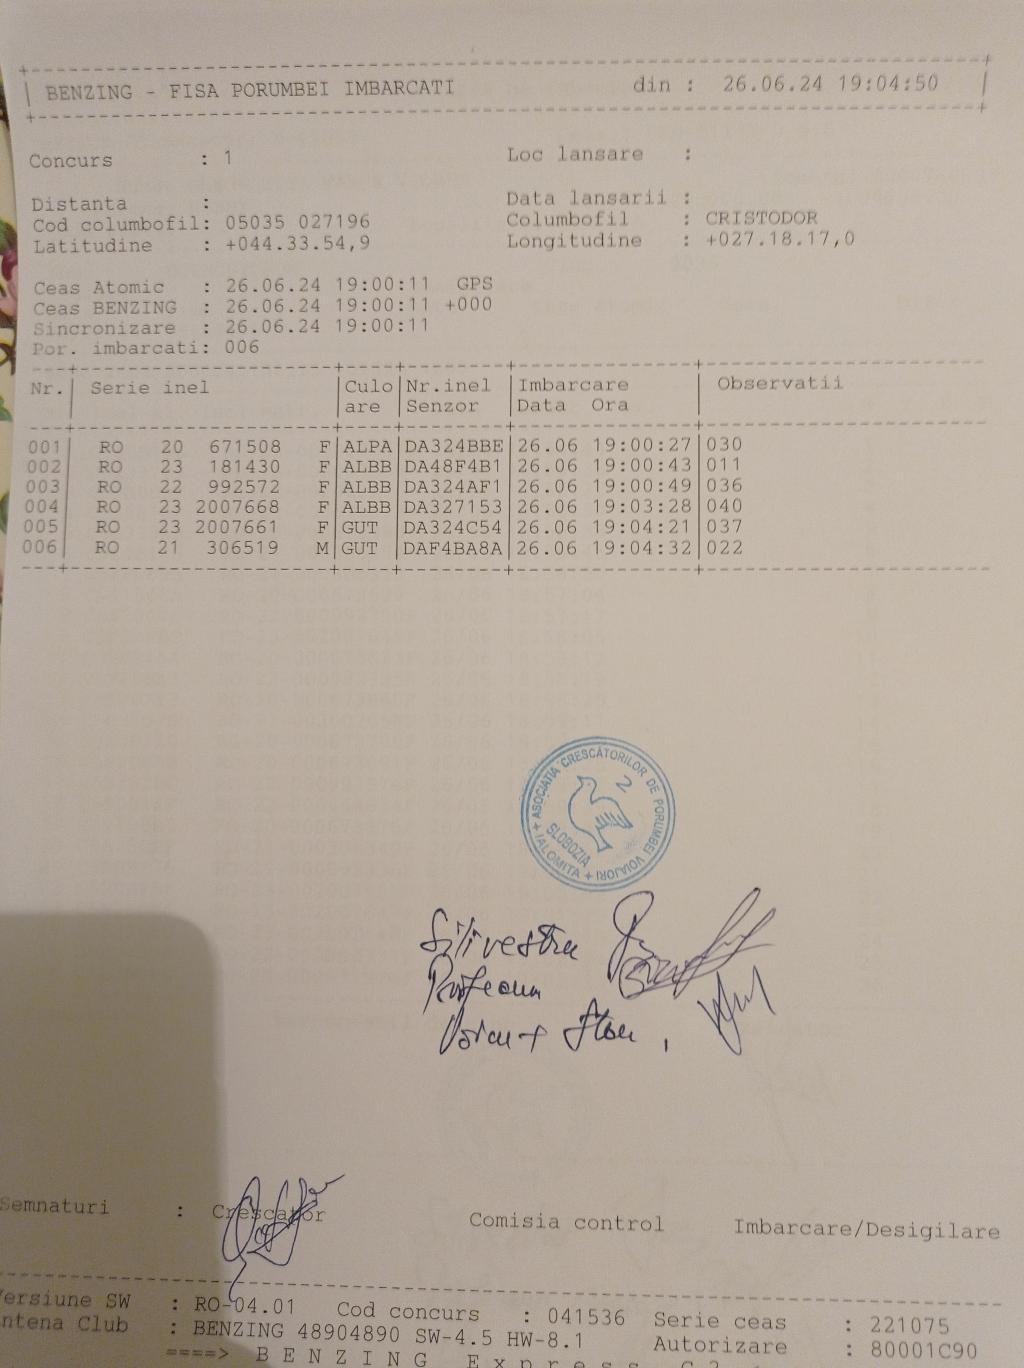 BENZING - FISA PORUMBEI IMBARCATI din : 26.06.24 19:04:50
Concurs : 1 Loc lansare :
Distanta : Data lansarii :
Cod columbofil: 05035 027196 Columbofil : CRISTODOR
Latitudine : +044.33.54,9 Longitudine : +027.18.17,0
Ceas Atomic : 26.06.24 19:00:11 GPS
Ceas BENZING : 26.06.24 19:00:11 +000
Sincronizare : 26.06.24 19:00:11
Por. imbarcati: 006
Nr. Serie inel Culo Nr.inel Imbarcare Observatii
are Senzor Data Ora
001 RO 20 671508 F ALPA DA324BBE 26.06 19:00:27 030
002 RO 23 181430 F ALBB DA48F4B1 26.06 19:00:43 011
003 RO 22 992572 F ALBB DA324AF1 26.06 19:00:49 036
004 RO 23 2007668 F ALBB DA327153 26.06 19:03:28 040
005 RO 23 2007661 F GUT DA324C54 26.06 19:04:21 037
006 RO 21 306519 M GUT DAF4BA8A 26.06 19:04:32 022
ASOCIAȚIA CRESCĂTORILOR DE PORUMBEI VOIAJORI + IALOMIȚA +
2
SLOBOZIA
Silivestru
Semnaturi : Crescator Comisia control Imbarcare/Desigilare
Versiune SW : RO-04.01 Cod concurs : 041536 Serie ceas : 221075
Antena Club : BENZING 48904890 SW-4.5 HW-8.1 Autorizare : 80001C90
====> B E N Z I N G E x p r e s s G 2